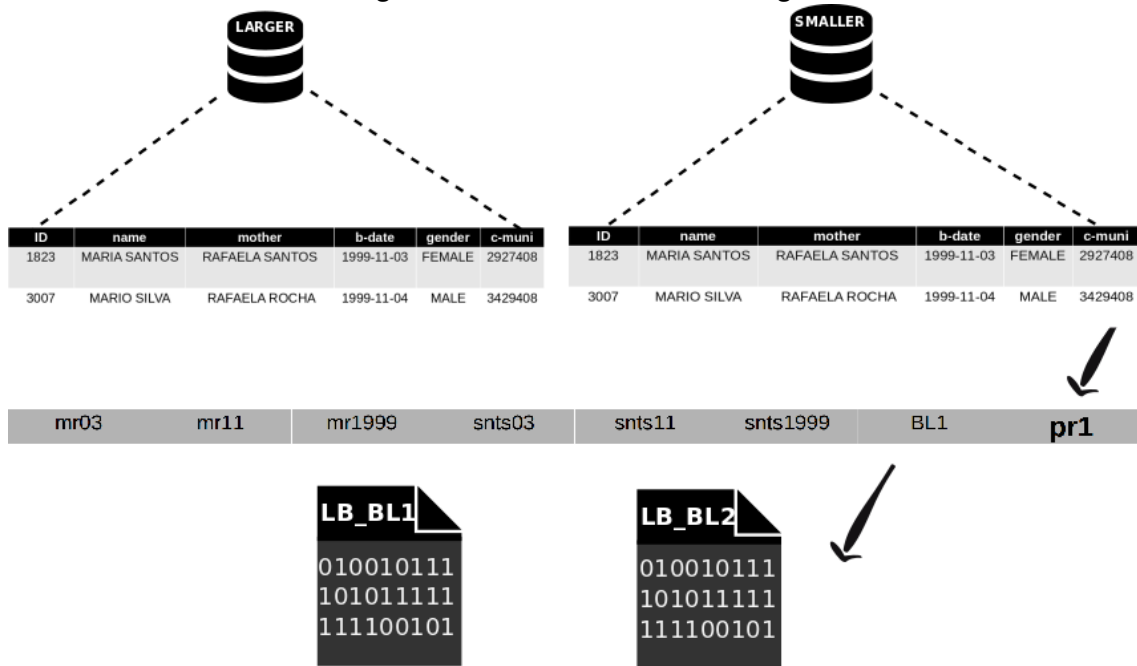 LARGER
SMALLER
ID name mother b-date gender c-muni
1823 MARIA SANTOS RAFAELA SANTOS 1999-11-03 FEMALE 2927408
3007 MARIO SILVA RAFAELA ROCHA 1999-11-04 MALE 3429408
ID name mother b-date gender c-muni
1823 MARIA SANTOS RAFAELA SANTOS 1999-11-03 FEMALE 2927408
3007 MARIO SILVA RAFAELA ROCHA 1999-11-04 MALE 3429408
mr03 mr11 mr1999 snts03 snts11 snts1999 BL1 pr1
LB_BL1
010010111
101011111
111100101
LB_BL2
010010111
101011111
111100101